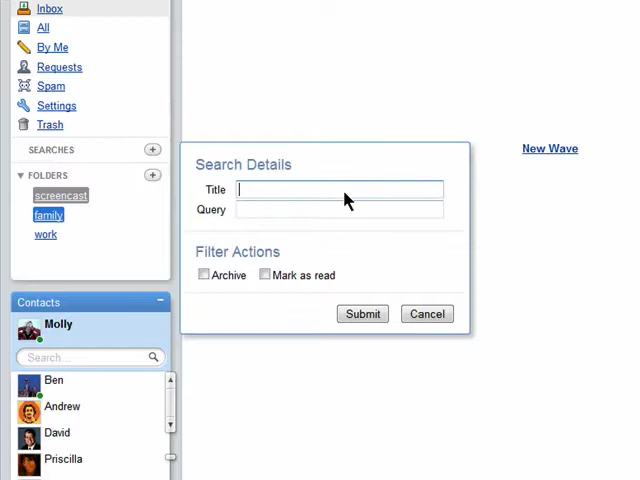 Inbox
All
By Me
Requests
Spam
Settings
Trash
SEARCHES
FOLDERS
screencast
family
work
Contacts
Molly
Search...
Ben
Andrew
David
Priscilla
Search Details
Title
Query
Filter Actions
Archive Mark as read
Submit Cancel
New Wave